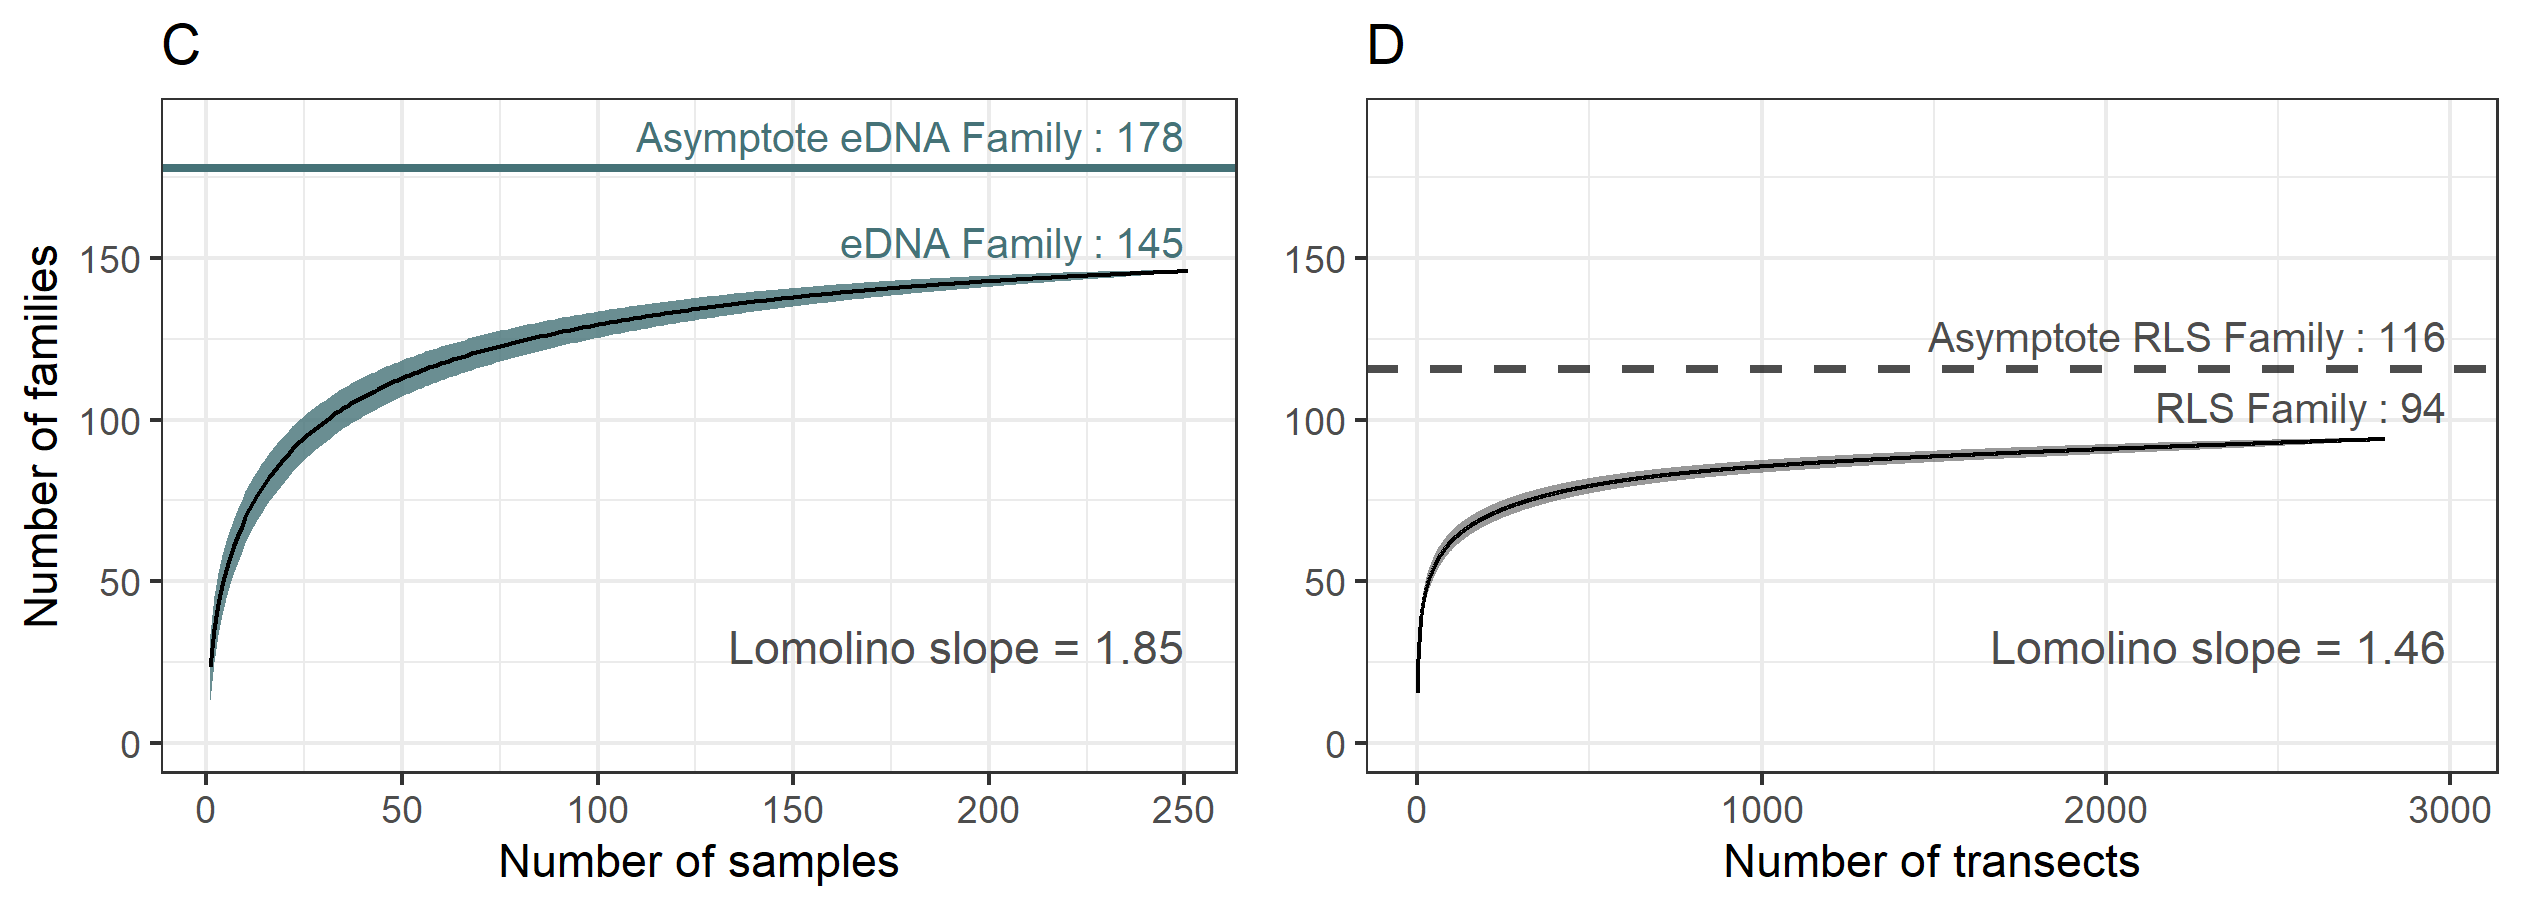 C
Asymptote eDNA Family : 178
eDNA Family : 145
Lomolino slope = 1.85
150
100
50
0
0 50 100 150 200 250
Number of families
Number of samples
D
Asymptote RLS Family : 116
RLS Family : 94
Lomolino slope = 1.46
150
100
50
0
0 1000 2000 3000
Number of transects